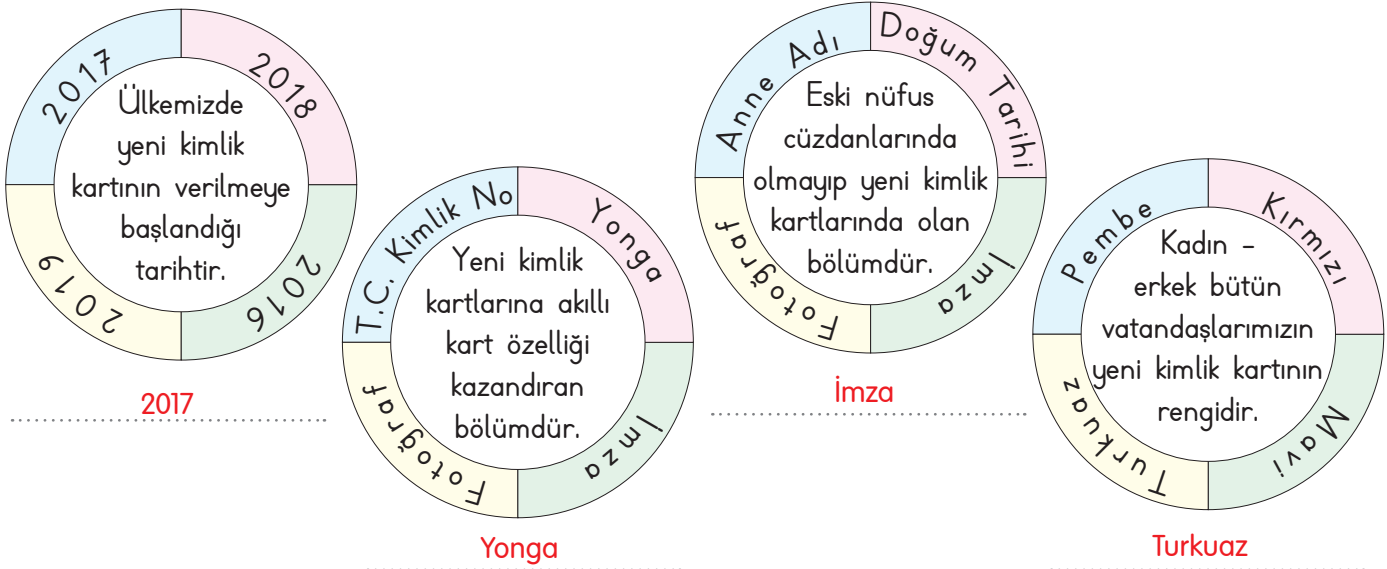 2017
2018
2019
2016
Ülkemizde
yeni kimlik
kartının verilmeye
başlandığı
tarihtir.
2017
T.C. Kimlik No
Yonga
Fotoğraf
İmza
Yeni kimlik
kartlarına akıllı
kart özelliği
kazandıran
bölümdür.
Yonga
Anne Adı
Doğum Tarihi
Fotoğraf
İmza
Eski nüfus
cüzdanlarında
olmayıp yeni kimlik
kartlarında olan
bölümdür.
İmza
Pembe
Kırmızı
Turkuaz
Mavi
Kadın -
erkek bütün
vatandaşlarımızın
yeni kimlik kartının
rengidir.
Turkuaz